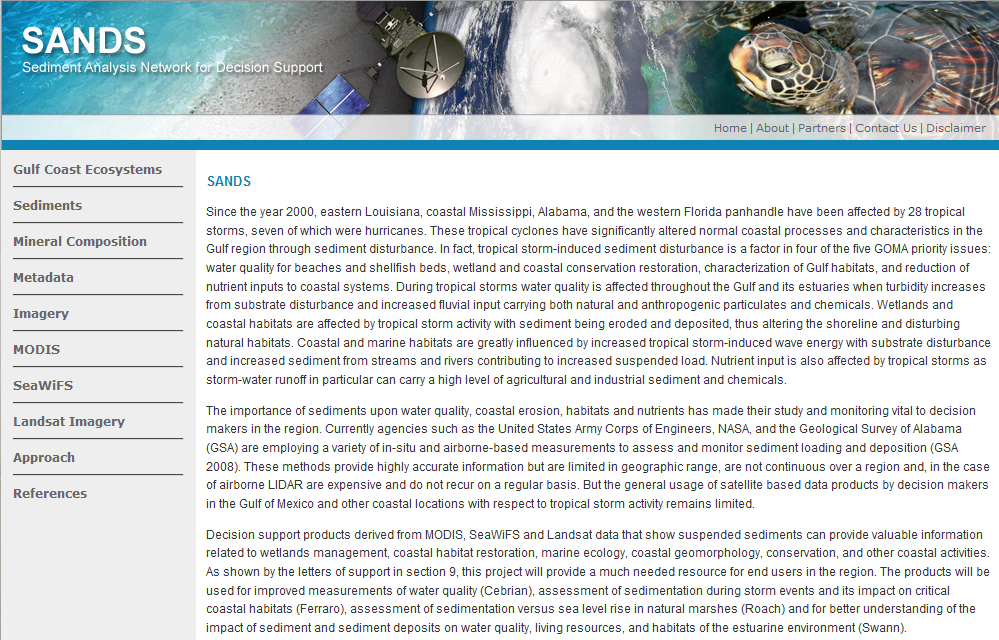 SANDS
Sediment Analysis Network for Decision Support
Home | About | Partners | Contact Us | Disclaimer
Gulf Coast Ecosystems
Sediments
Mineral Composition
Metadata
Imagery
MODIS
SeaWiFS
Landsat Imagery
Approach
References
SANDS
Since the year 2000, eastern Louisiana, coastal Mississippi, Alabama, and the western Florida panhandle have been affected by 28 tropical
storms, seven of which were hurricanes. These tropical cyclones have significantly altered normal coastal processes and characteristics in the
Gulf region through sediment disturbance. In fact, tropical storm-induced sediment disturbance is a factor in four of the five GOMA priority issues:
water quality for beaches and shellfish beds, wetland and coastal conservation restoration, characterization of Gulf habitats, and reduction of
nutrient inputs to coastal systems. During tropical storms water quality is affected throughout the Gulf and its estuaries when turbidity increases
from substrate disturbance and increased fluvial input carrying both natural and anthropogenic particulates and chemicals. Wetlands and
coastal habitats are affected by tropical storm activity with sediment being eroded and deposited, thus altering the shoreline and disturbing
natural habitats. Coastal and marine habitats are greatly influenced by increased tropical storm-induced wave energy with substrate disturbance
and increased sediment from streams and rivers contributing to increased suspended load. Nutrient input is also affected by tropical storms as
storm-water runoff in particular can carry a high level of agricultural and industrial sediment and chemicals.
The importance of sediments upon water quality, coastal erosion, habitats and nutrients has made their study and monitoring vital to decision
makers in the region. Currently agencies such as the United States Army Corps of Engineers, NASA, and the Geological Survey of Alabama
(GSA) are employing a variety of in-situ and airborne-based measurements to assess and monitor sediment loading and deposition (GSA
2008). These methods provide highly accurate information but are limited in geographic range, are not continuous over a region and, in the case
of airborne LIDAR are expensive and do not recur on a regular basis. But the general usage of satellite based data products by decision makers
in the Gulf of Mexico and other coastal locations with respect to tropical storm activity remains limited.
Decision support products derived from MODIS, SeaWiFS and Landsat data that show suspended sediments can provide valuable information
related to wetlands management, coastal habitat restoration, marine ecology, coastal geomorphology, conservation, and other coastal activities.
As shown by the letters of support in section 9, this project will provide a much needed resource for end users in the region. The products will be
used for improved measurements of water quality (Cebrian), assessment of sedimentation during storm events and its impact on critical
coastal habitats (Ferraro), assessment of sedimentation versus sea level rise in natural marshes (Roach) and for better understanding of the
impact of sediment and sediment deposits on water quality, living resources, and habitats of the estuarine environment (Swann).